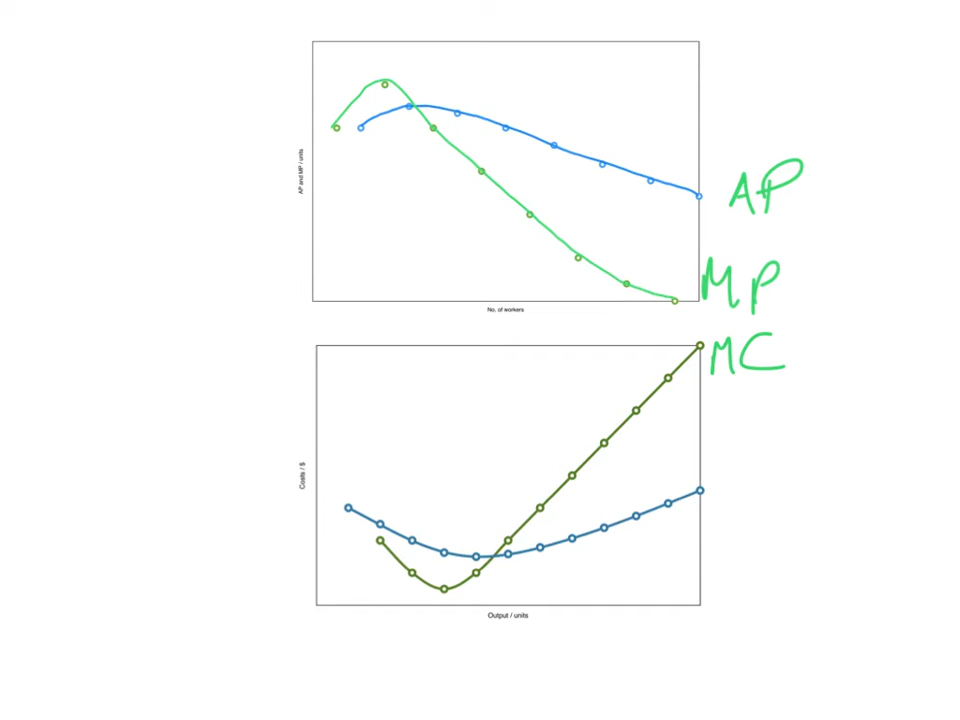 AP and MP / units
AP
MP
No. of workers
MC
Costs / $
Output / units